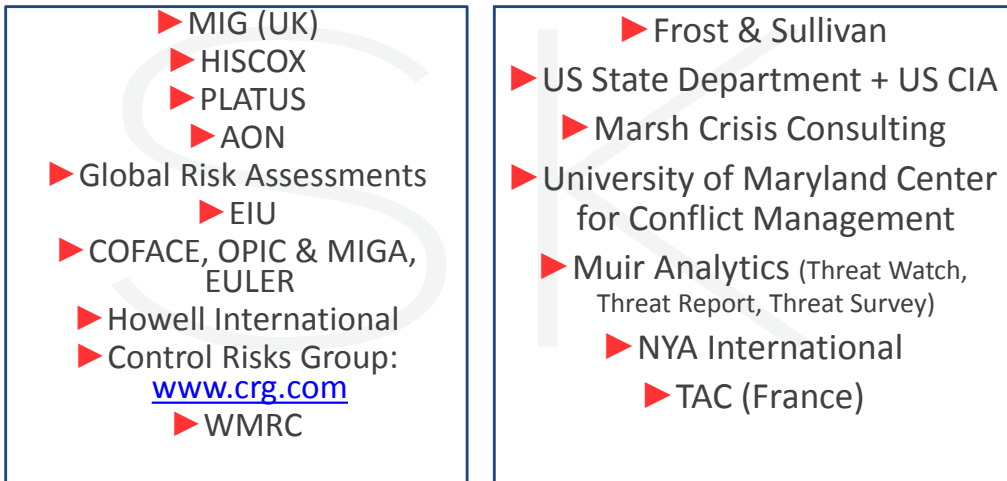 ►MIG (UK)
►HISCOX
►PLATUS
►AON
►Global Risk Assessments
►EIU
►COFACE, OPIC & MIGA,
EULER
►Howell International
►Control Risks Group:
www.crg.com
►WMRC
►Frost & Sullivan
►US State Department + US CIA
►Marsh Crisis Consulting
►University of Maryland Center
for Conflict Management
►Muir Analytics (Threat Watch,
Threat Report, Threat Survey)
►NYA International
►TAC (France)
SK